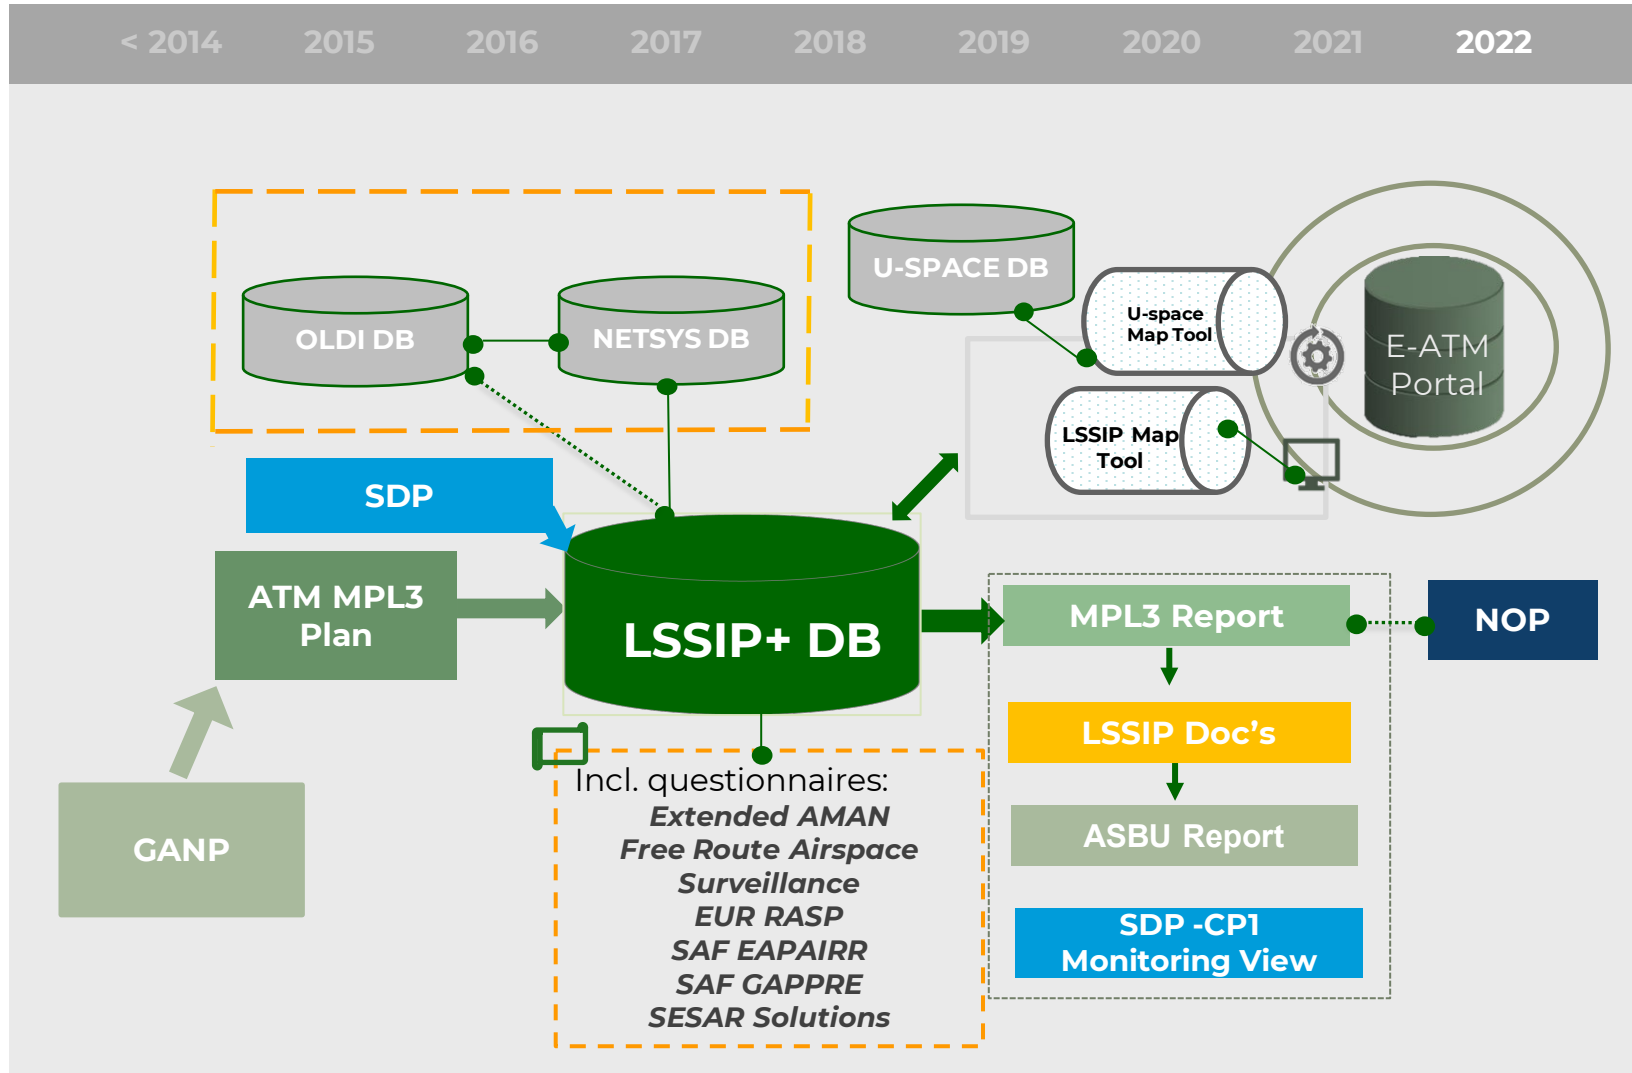 < 2014 2015 2016 2017 2018 2019 2020 2021 2022
OLDI DB
NETSYS DB
U-SPACE DB
U-space
Map Tool
E-ATM
Portal
LSSIP Map
Tool
SDP
ATM MPL3
Plan
LSSIP+ DB
MPL3 Report
NOP
LSSIP Doc's
ASBU Report
SDP -CP1
Monitoring View
GANP
Incl. questionnaires:
Extended AMAN
Free Route Airspace
Surveillance
EUR RASP
SAF EAPAIRR
SAF GAPPRE
SESAR Solutions